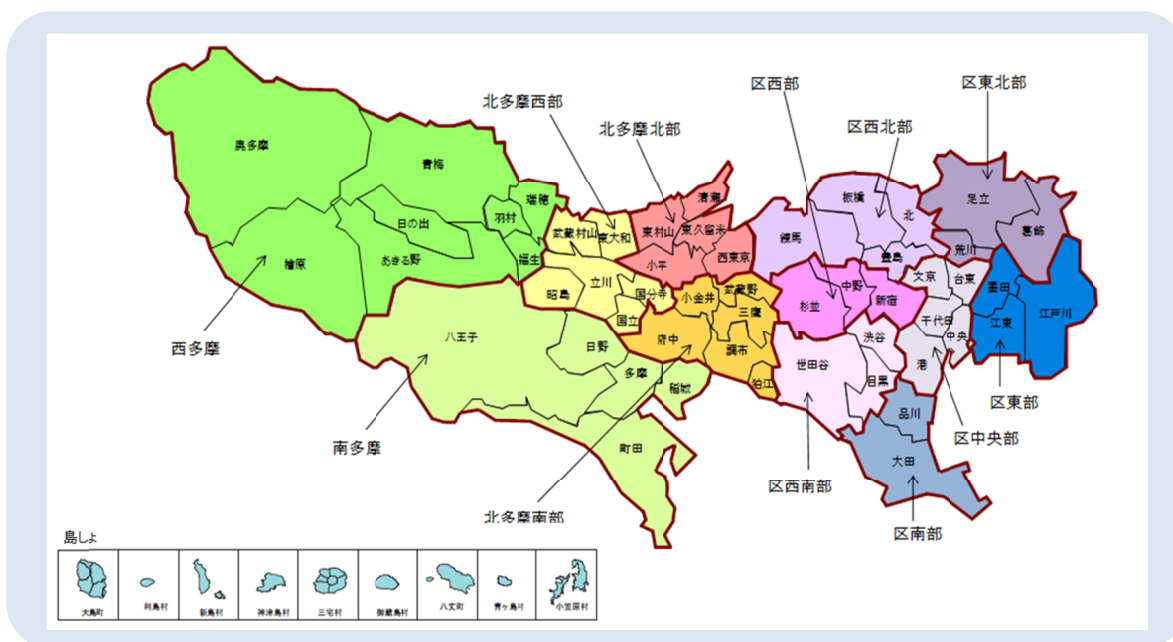 区西部
区東北部
北多摩西部
北多摩北部
区西北部
奥多摩
青梅
清瀬
板橋
北
足立
瑞穂
羽村
日の出
武蔵村山
東大和
東村山
東久留米
練馬
葛飾
荒川
あきる野
福生
小平
西東京
豊島
檜原
文京
台東
墨田
立川
昭島
国分寺
小金井
武蔵野
中野
杉並
新宿
江戸川
国立
三鷹
千代田
中央
江東
西多摩
八王子
日野
府中
調布
渋谷
世田谷
港
多摩
稲城
狛江
目黒
区東部
品川
区中央部
南多摩
町田
大田
区西南部
北多摩南部
区南部
島しょ
大島町
利島村
新島村
神津島村
三宅村
御蔵島村
八丈町
青ヶ島村
小笠原村